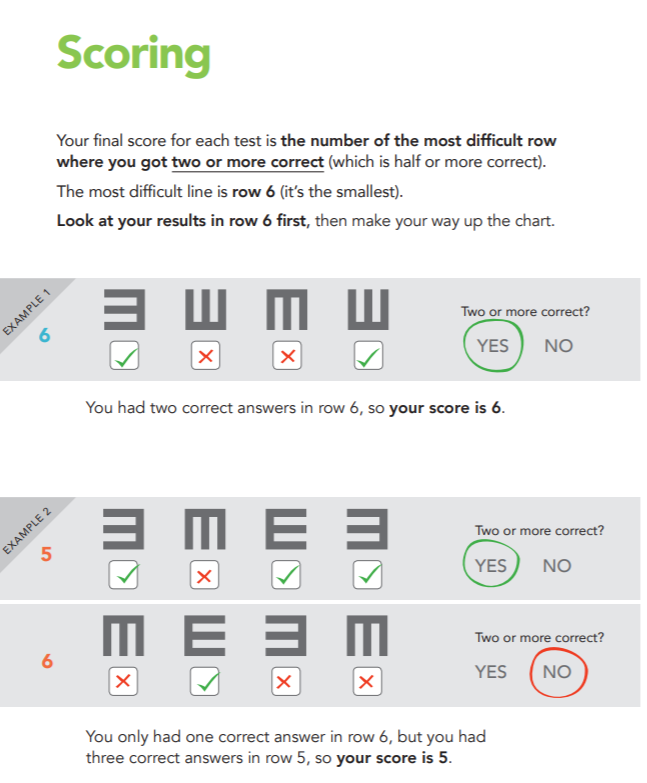 Scoring
Your final score for each test is the number of the most difficult row
where you got two or more correct (which is half or more correct).
The most difficult line is row 6 (it's the smallest).
Look at your results in row 6 first, then make your way up the chart.
EXAMPLE 1
6
Two or more correct?
YES NO
You had two correct answers in row 6, so your score is 6.
EXAMPLE 2
5
Two or more correct?
YES NO
6
Two or more correct?
YES NO
You only had one correct answer in row 6, but you had
three correct answers in row 5, so your score is 5.